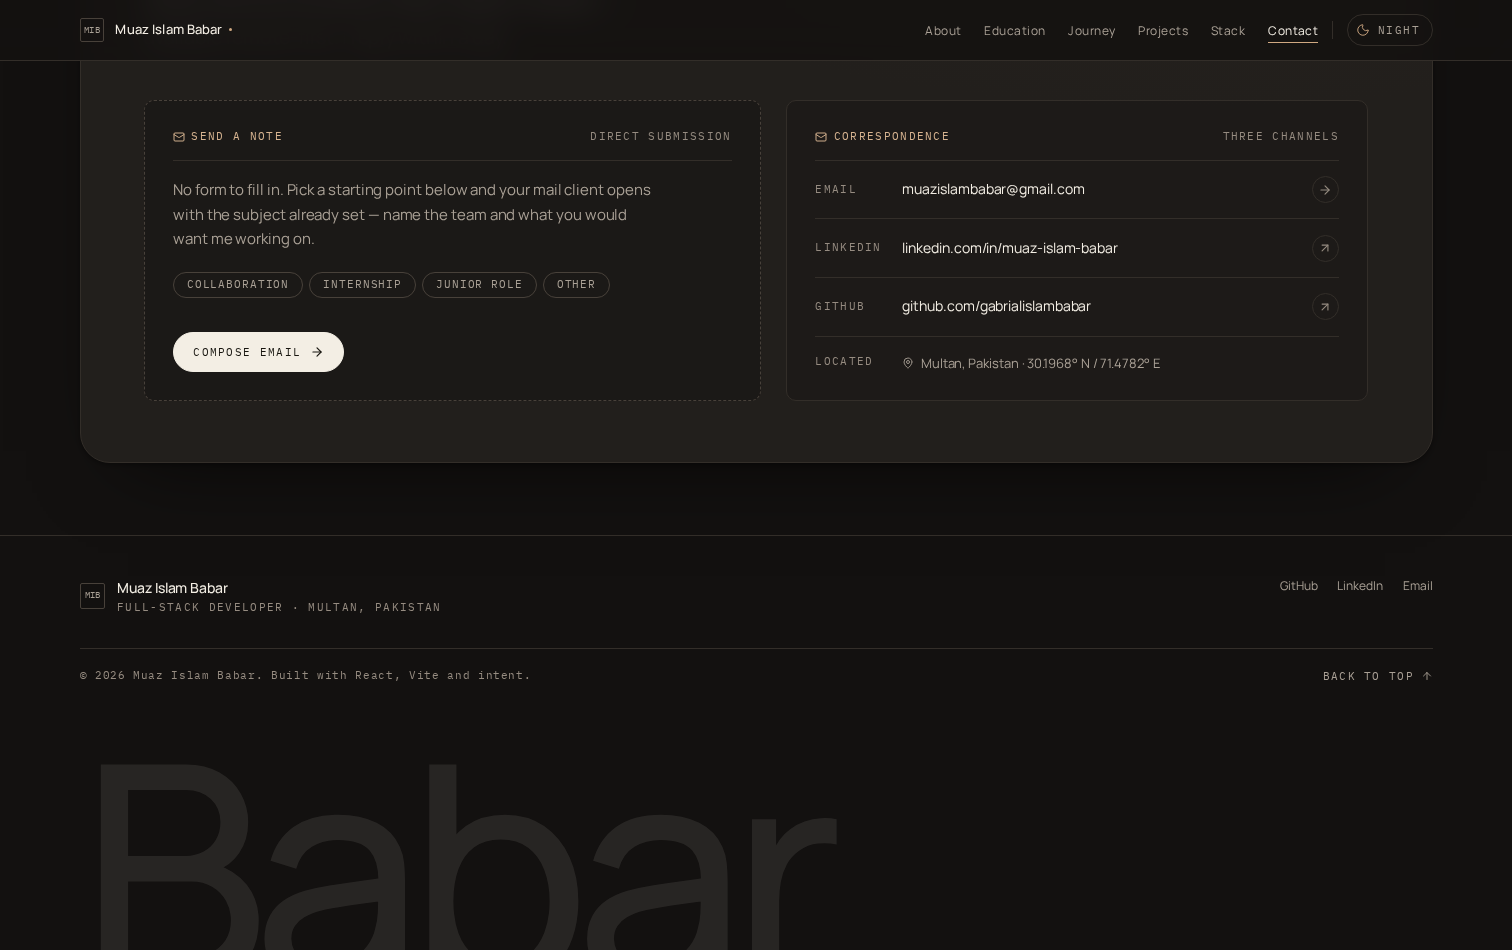 MIB
Muaz Islam Babar
About
Education
Journey
Projects
Stack
Contact
NIGHT
SEND A NOTE
DIRECT SUBMISSION
No form to fill in. Pick a starting point below and your mail client opens
with the subject already set — name the team and what you would
want me working on.
COLLABORATION
INTERNSHIP
JUNIOR ROLE
OTHER
COMPOSE EMAIL →
CORRESPONDENCE
THREE CHANNELS
EMAIL
muazislambabar@gmail.com
LINKEDIN
linkedin.com/in/muaz-islam-babar
GITHUB
github.com/gabrialislambabar
LOCATED
Multan, Pakistan · 30.1968° N / 71.4782° E
MIB
Muaz Islam Babar
FULL-STACK DEVELOPER · MULTAN, PAKISTAN
GitHub
LinkedIn
Email
© 2026 Muaz Islam Babar. Built with React, Vite and intent.
BACK TO TOP ↑
Babar